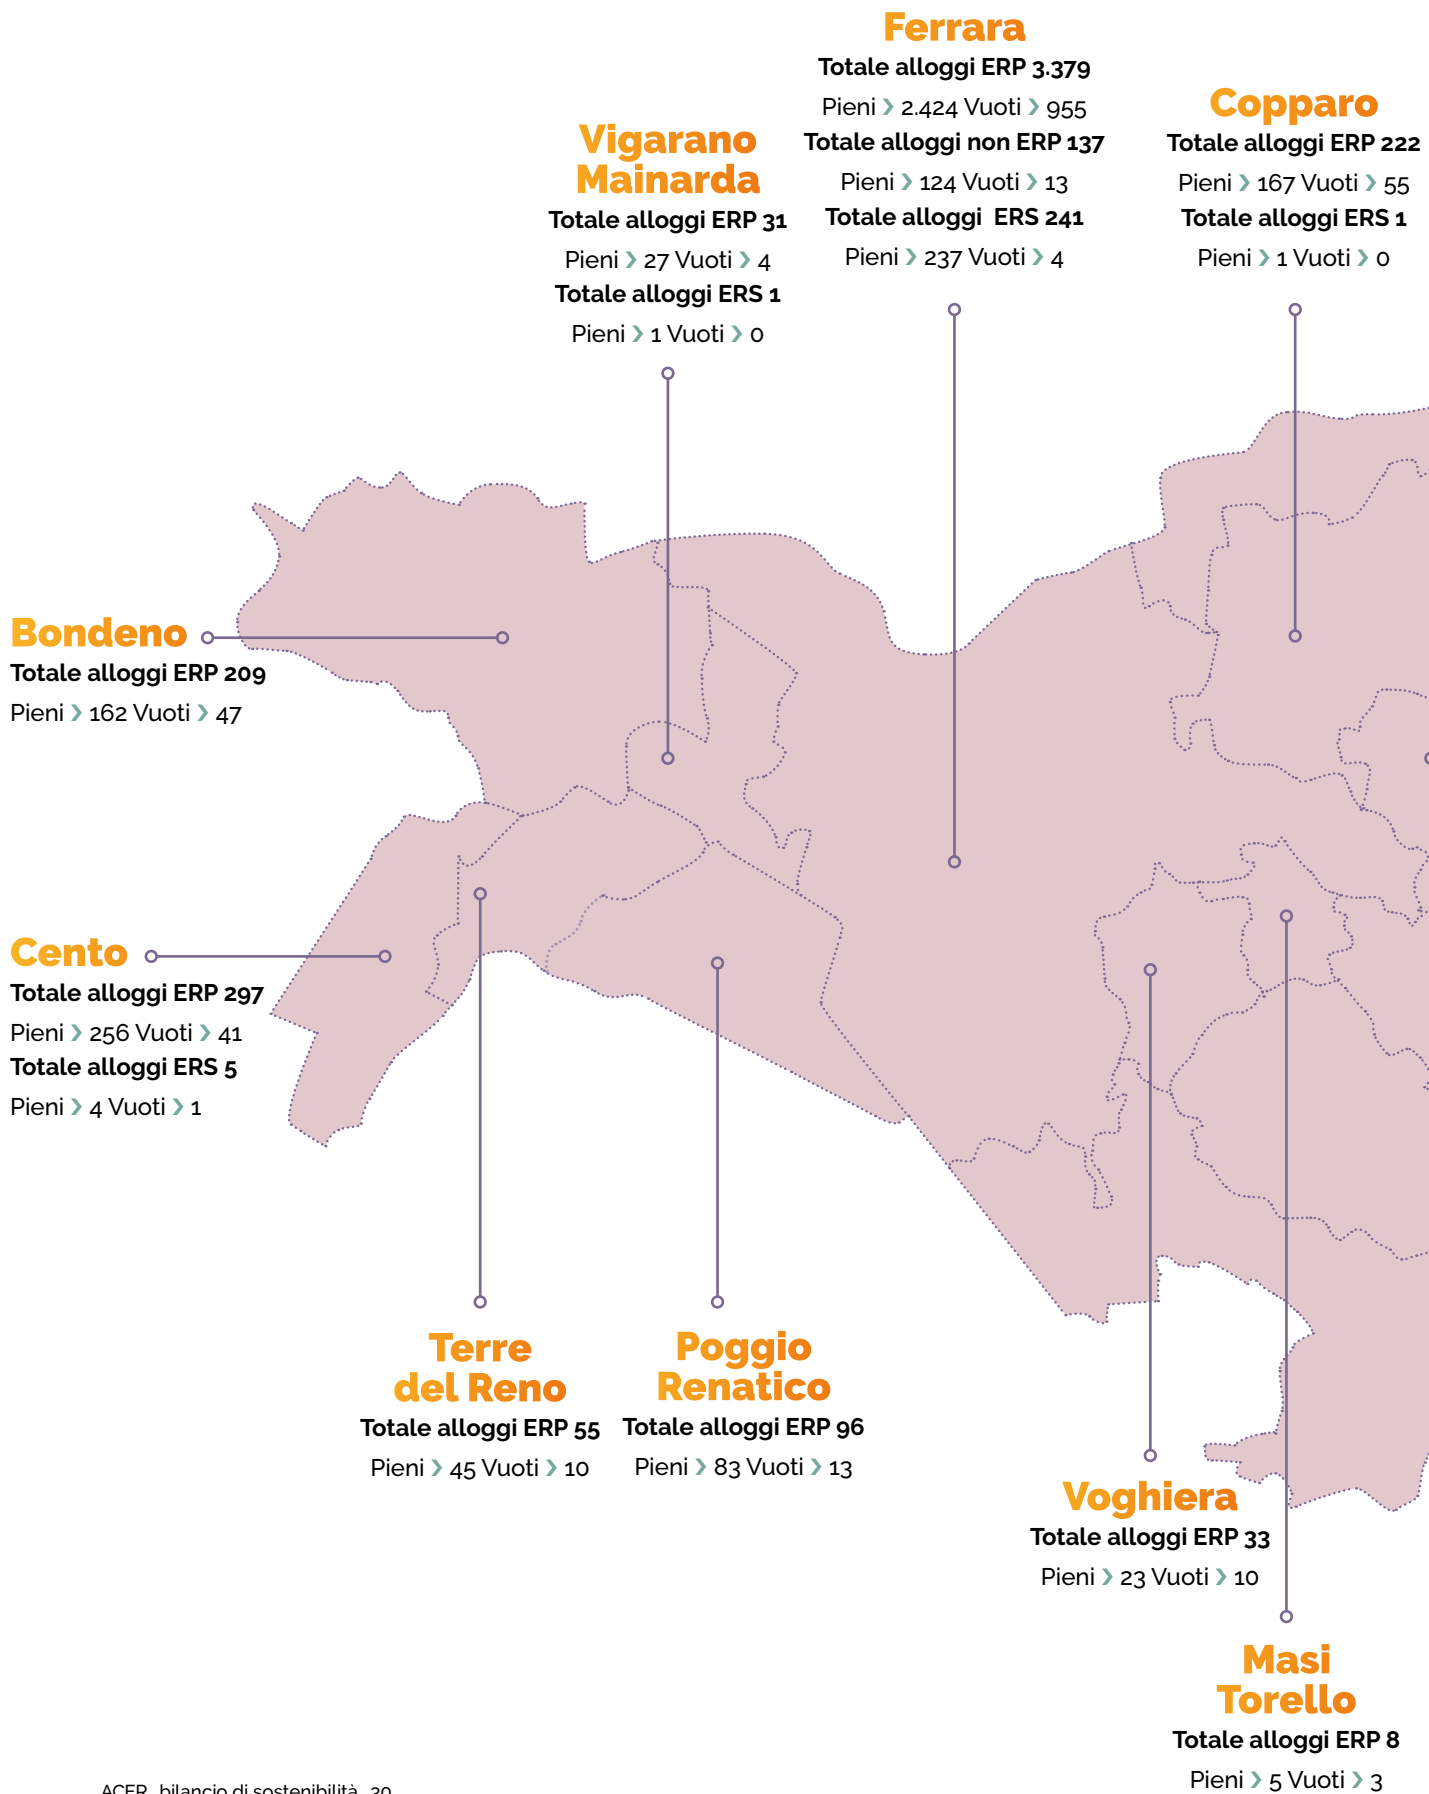 Ferrara
Totale alloggi ERP 3.379
Pieni › 2.424 Vuoti › 955
Totale alloggi non ERP 137
Pieni › 124 Vuoti › 13
Totale alloggi ERS 241
Pieni › 237 Vuoti › 4
Copparo
Totale alloggi ERP 222
Pieni › 167 Vuoti › 55
Totale alloggi ERS 1
Pieni › 1 Vuoti › 0
Vigarano
Mainarda
Totale alloggi ERP 31
Pieni › 27 Vuoti › 4
Totale alloggi ERS 1
Pieni › 1 Vuoti › 0
Bondeno
Totale alloggi ERP 209
Pieni › 162 Vuoti › 47
Cento
Totale alloggi ERP 297
Pieni › 256 Vuoti › 41
Totale alloggi ERS 5
Pieni › 4 Vuoti › 1
Terre
del Reno
Totale alloggi ERP 55
Pieni › 45 Vuoti › 10
Poggio
Renatico
Totale alloggi ERP 96
Pieni › 83 Vuoti › 13
Voghiera
Totale alloggi ERP 33
Pieni › 23 Vuoti › 10
Masi
Torello
Totale alloggi ERP 8
Pieni › 5 Vuoti › 3
ACER bilancio di sostenibilità 20